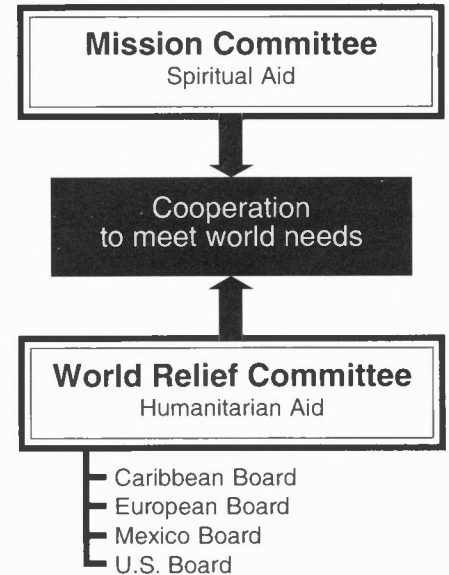 Mission Committee
Spiritual Aid
Cooperation
to meet world needs
World Relief Committee
Humanitarian Aid
Caribbean Board
European Board
Mexico Board
U.S. Board